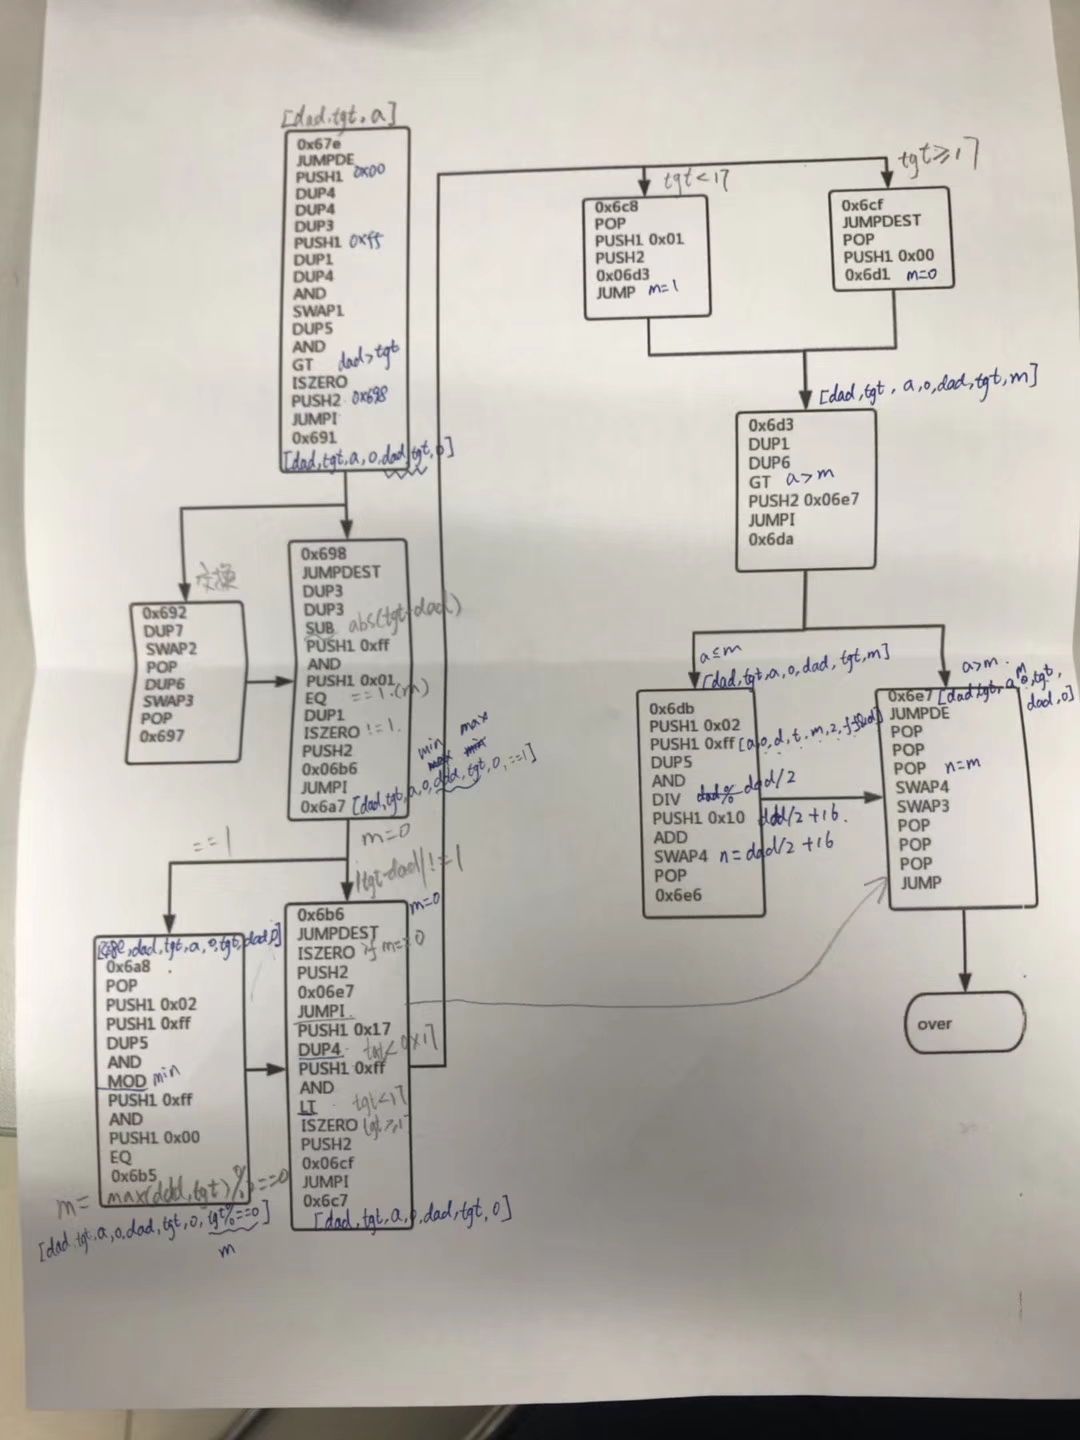 [dad,tgt,a]
0x67e
JUMPDE
PUSH1 0x00
DUP4
DUP4
DUP3
PUSH1 0xff
DUP1
DUP4
AND
SWAP1
DUP5
AND
GT dad>tgt
ISZERO
PUSH2 0x698
JUMPI
0x691
[dad,tgt,a,0,dad,tgt,0]
交换
0x692
DUP7
SWAP2
POP
DUP6
SWAP3
POP
0x697
0x698
JUMPDEST
DUP3
DUP3
SUB abs(tgt-dad)
PUSH1 0xff
AND
PUSH1 0x01
EQ ==1.(m)
DUP1
ISZERO !=1.
PUSH2
0x06b6
JUMPI
min max
0x6a7 [dad,tgt,a,0,dad,tgt,0,==1]
==1
m=0
|tgt-dad|!=1
dad,tgt,a,0,tgt,dad,0]
0x6a8
POP
PUSH1 0x02
PUSH1 0xff
DUP5
AND
MOD min
PUSH1 0xff
AND
PUSH1 0x00
EQ
0x6b5
m= max(dad,tgt)%==0
[dad,tgt,a,0,dad,tgt,0,tgt%==0]
m
m=0
0x6b6
JUMPDEST
ISZERO if m==0
PUSH2
0x06e7
JUMPI
PUSH1 0x17
DUP4 tgt<0x17
PUSH1 0xff
AND
LT tgt<17
ISZERO tgt≥17
PUSH2
0x06cf
JUMPI
0x6c7
[dad,tgt,a,0,dad,tgt,0]
tgt<17
0x6c8
POP
PUSH1 0x01
PUSH2
0x06d3
JUMP m=1
tgt≥17
0x6cf
JUMPDEST
POP
PUSH1 0x00
0x6d1 m=0
[dad,tgt,a,0,dad,tgt,m]
0x6d3
DUP1
DUP6
GT a>m
PUSH2 0x06e7
JUMPI
0x6da
a≤m
[dad,tgt,a,0,dad,tgt,m]
0x6db
PUSH1 0x02
PUSH1 0xff [a,0,d,t,m,2,
DUP5
AND
DIV dad% dad/2
PUSH1 0x10 dad/2+16.
ADD
SWAP4 n=dad/2+16
POP
0x6e6
a>m.
0x6e7 [dad,tgt,a,0,tgt,
m
dad,0]
JUMPDE
POP
POP
POP n=m
SWAP4
SWAP3
POP
POP
POP
JUMP
over